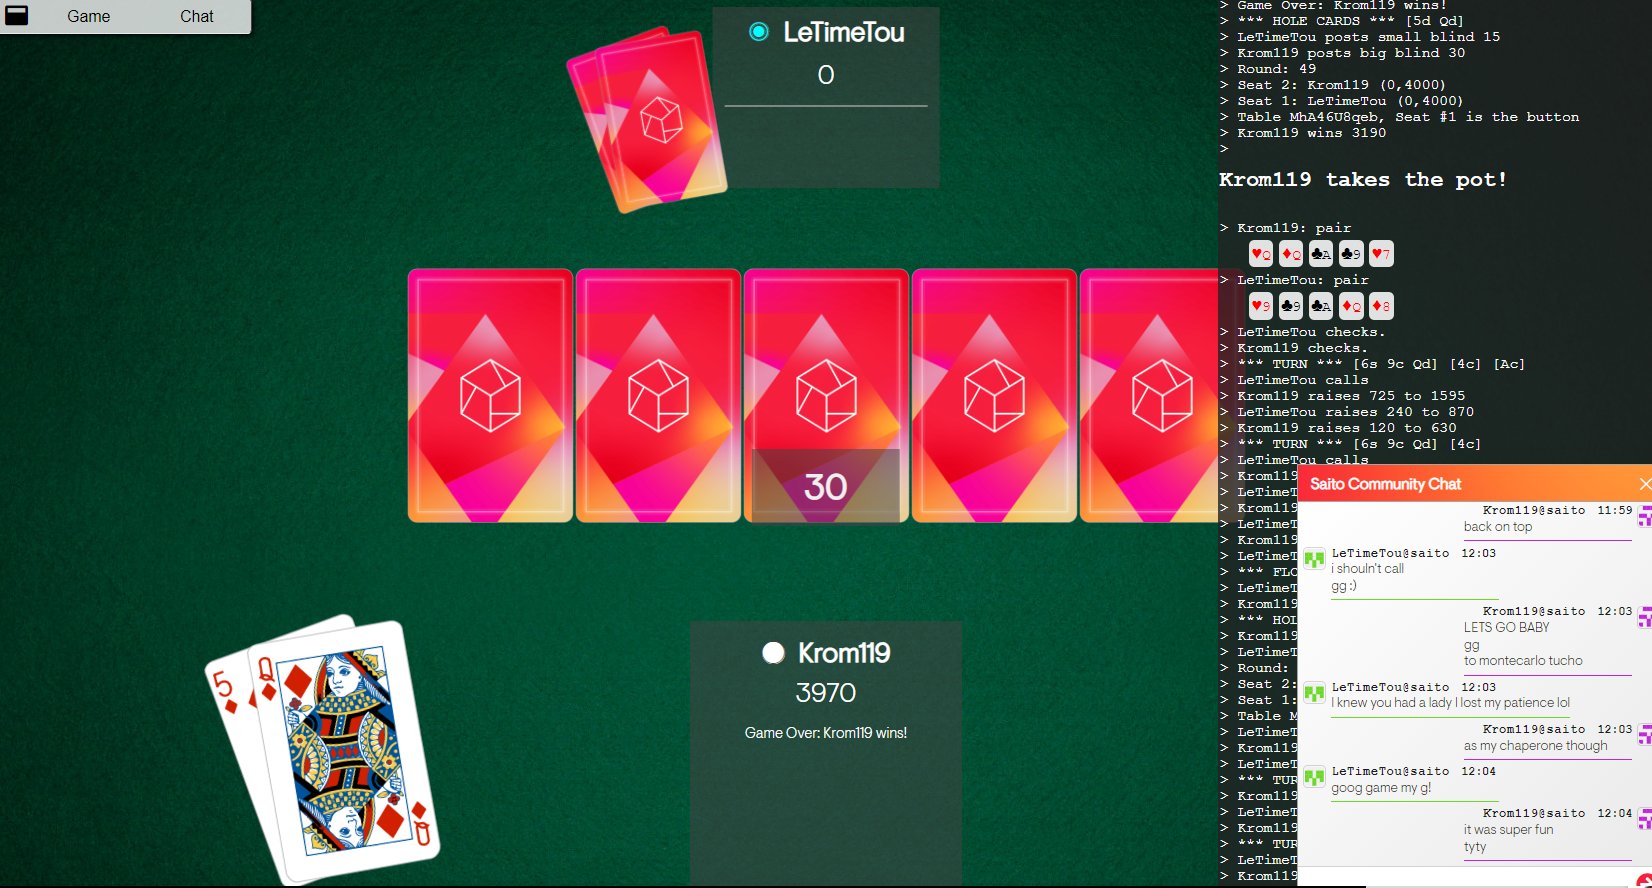 Game Chat
LeTimeTou
0
30
5
Q
Q
Krom119
3970
Game Over: Krom119 wins!
> Game Over: Krom119 wins!
> *** HOLE CARDS *** [5d Qd]
> LeTimeTou posts small blind 15
> Krom119 posts big blind 30
> Round: 49
> Seat 2: Krom119 (0,4000)
> Seat 1: LeTimeTou (0,4000)
> Table MhA46U8qeb, Seat #1 is the button
> Krom119 wins 3190
>
Krom119 takes the pot!
> Krom119: pair
♥Q ♦Q ♣A ♣9 ♥7
> LeTimeTou: pair
♥9 ♣9 ♣A ♦Q ♦8
> LeTimeTou checks.
> Krom119 checks.
> *** TURN *** [6s 9c Qd] [4c] [Ac]
> LeTimeTou calls
> Krom119 raises 725 to 1595
> LeTimeTou raises 240 to 870
> Krom119 raises 120 to 630
> *** TURN *** [6s 9c Qd] [4c]
> LeTimeTou calls
> Krom119
> LeTimeT
> Krom119
> LeTimeT
> Krom119
> LeTimeT
> *** FLO
> LeTimeT
> Krom119
> *** HOL
> Krom119
> LeTimeT
> Round:
> Seat 2:
> Seat 1:
> Table M
> LeTimeT
> Krom119
> LeTimeT
> *** TUR
> Krom119
> LeTimeT
> Krom119
> *** TUR
> LeTimeT
> Krom119
Saito Community Chat
Krom119@saito 11:59
back on top
LeTimeTou@saito 12:03
i shouln't call
gg :)
Krom119@saito 12:03
LETS GO BABY
gg
to montecarlo tucho
LeTimeTou@saito 12:03
I knew you had a lady I lost my patience lol
Krom119@saito 12:03
as my chaperone though
LeTimeTou@saito 12:04
goog game my g!
Krom119@saito 12:04
it was super fun
tyty